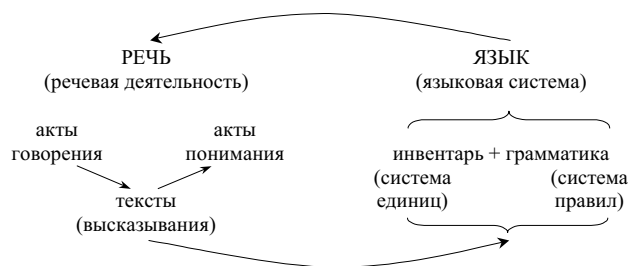 РЕЧЬ
(речевая деятельность)
ЯЗЫК
(языковая система)
акты
говорения
акты
понимания
тексты
(высказывания)
инвентарь + грамматика
(система
единиц)
(система
правил)